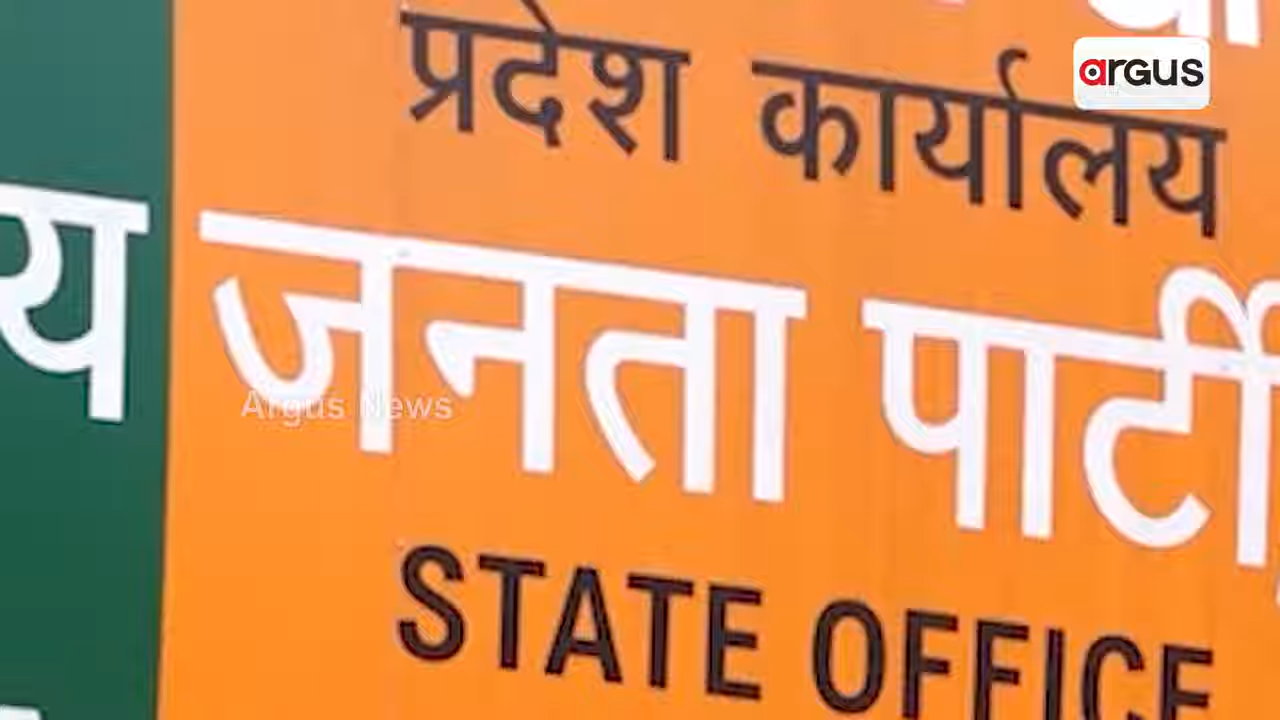 argus
प्रदेश कार्यालय
य जनता पार्टी
Argus News
STATE OFFICE